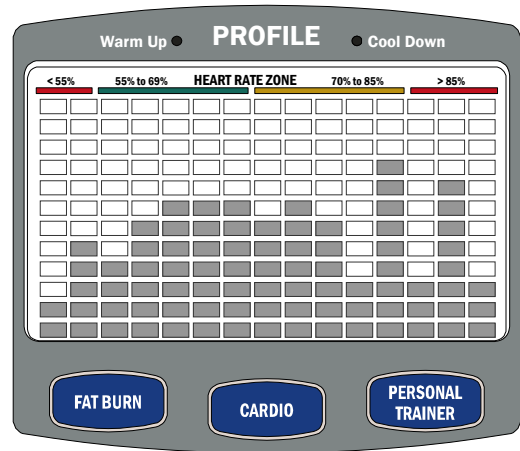 Warm Up PROFILE Cool Down
< 55% 55% to 69% HEART RATE ZONE 70% to 85% > 85%
FAT BURN
CARDIO
PERSONAL
TRAINER